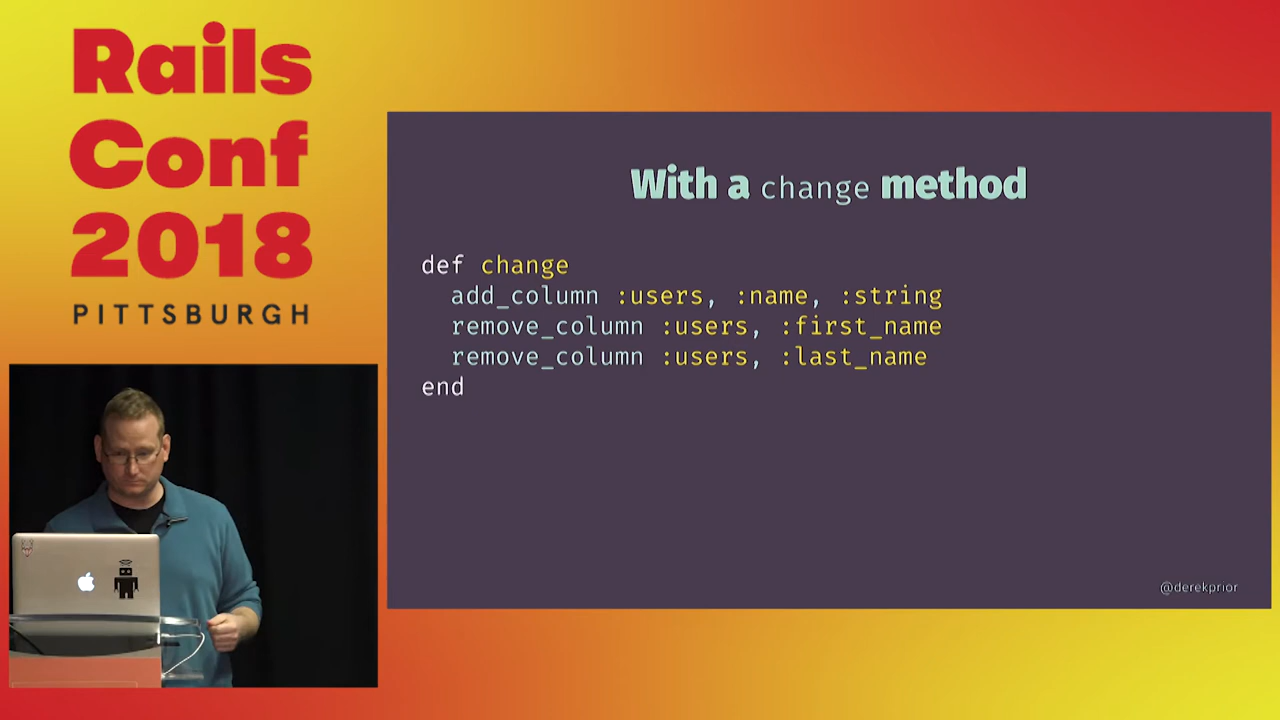 Rails
Conf
2018
PITTSBURGH
With a change method
def change
  add_column :users, :name, :string
  remove_column :users, :first_name
  remove_column :users, :last_name
end
@derekprior